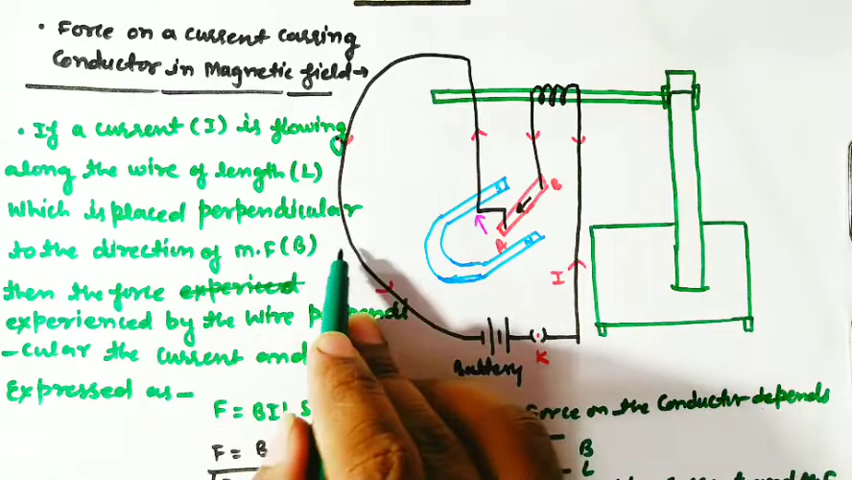 • Force on a current carring
Conductor in Magnetic field→
• If a current (I) is flowing
along the wire of length (L)
which is placed perpendicular
to the direction of m.F (B)
then the force
experienced by the wire
-cular the current and
Expressed as -
B
A
N
I
K
Battery
F = BIL S
F = B
Force on the Conductor depends
B
L